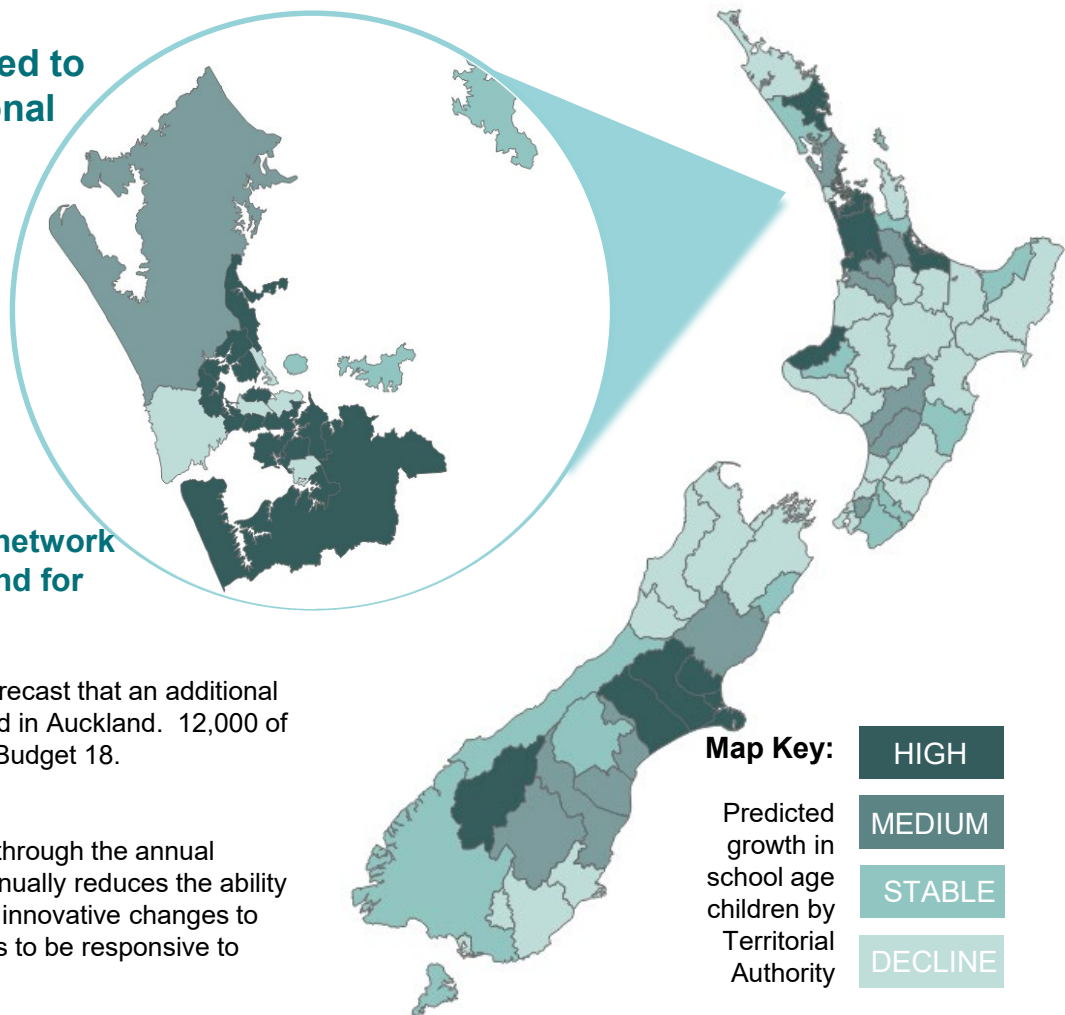 ed to
onal
network
nd for
recast that an additional
d in Auckland.  12,000 of
Budget 18.
through the annual
nually reduces the ability
innovative changes to
s to be responsive to
Map Key:
HIGH
Predicted
growth in
school age
children by
Territorial
Authority
MEDIUM
STABLE
DECLINE